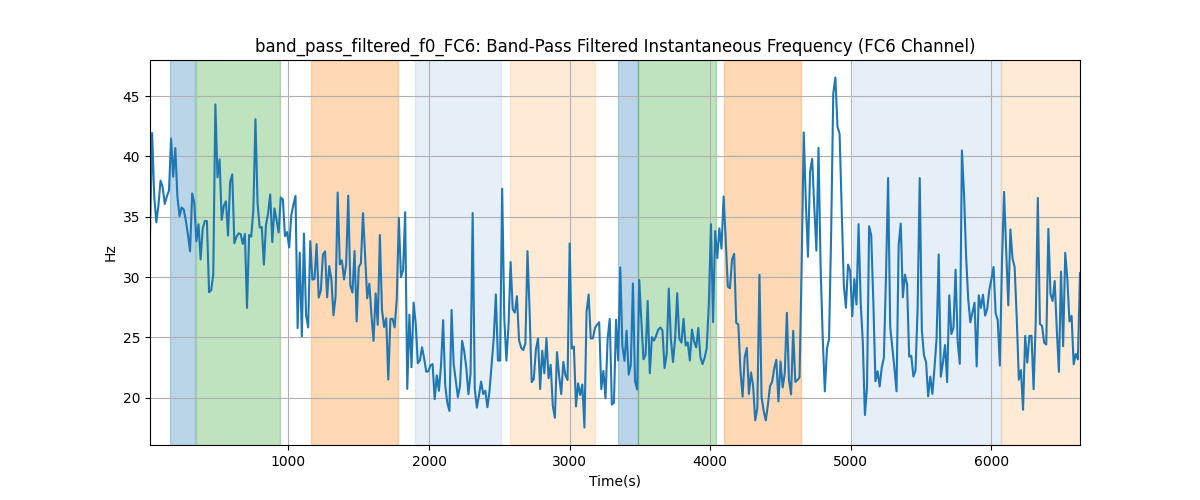 band_pass_filtered_f0_FC6: Band-Pass Filtered Instantaneous Frequency (FC6 Channel)
45
40
35
30
25
20
Hz
1000 2000 3000 4000 5000 6000
Time(s)